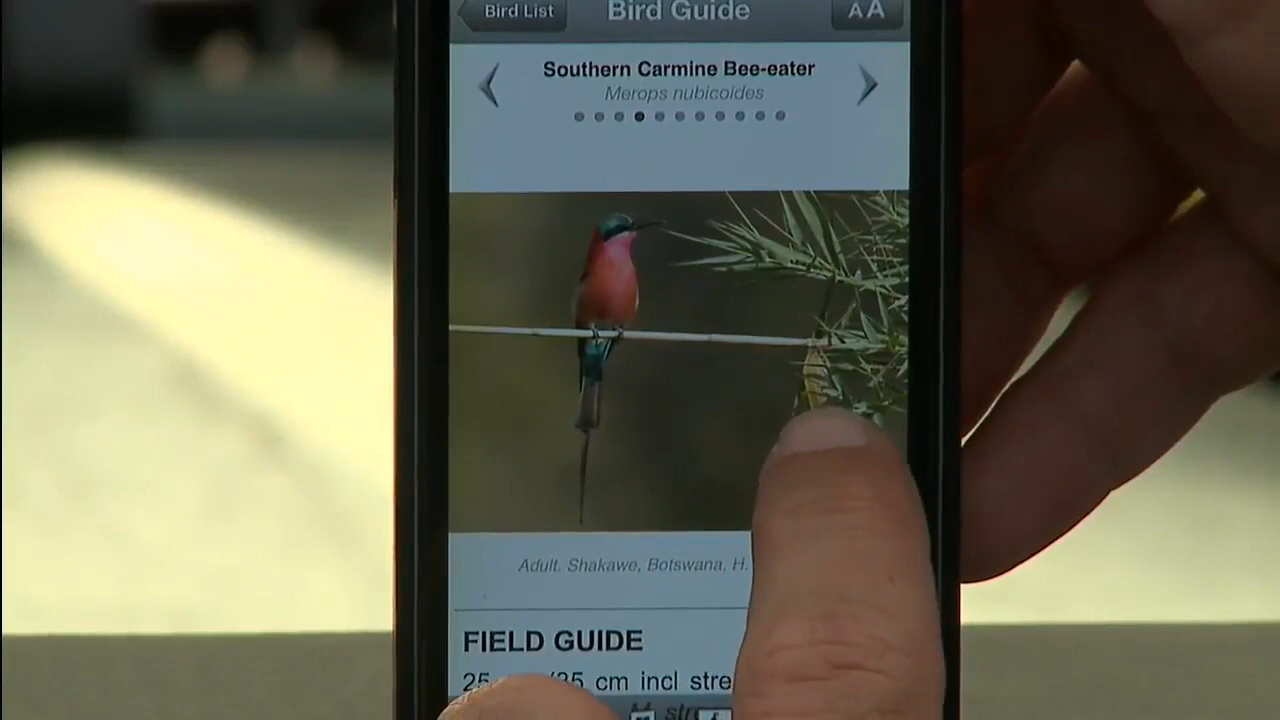 Bird List
Bird Guide
AA
Southern Carmine Bee-eater
Merops nubicoides
Adult. Shakawe, Botswana. H.
FIELD GUIDE
25 /35 cm incl stre